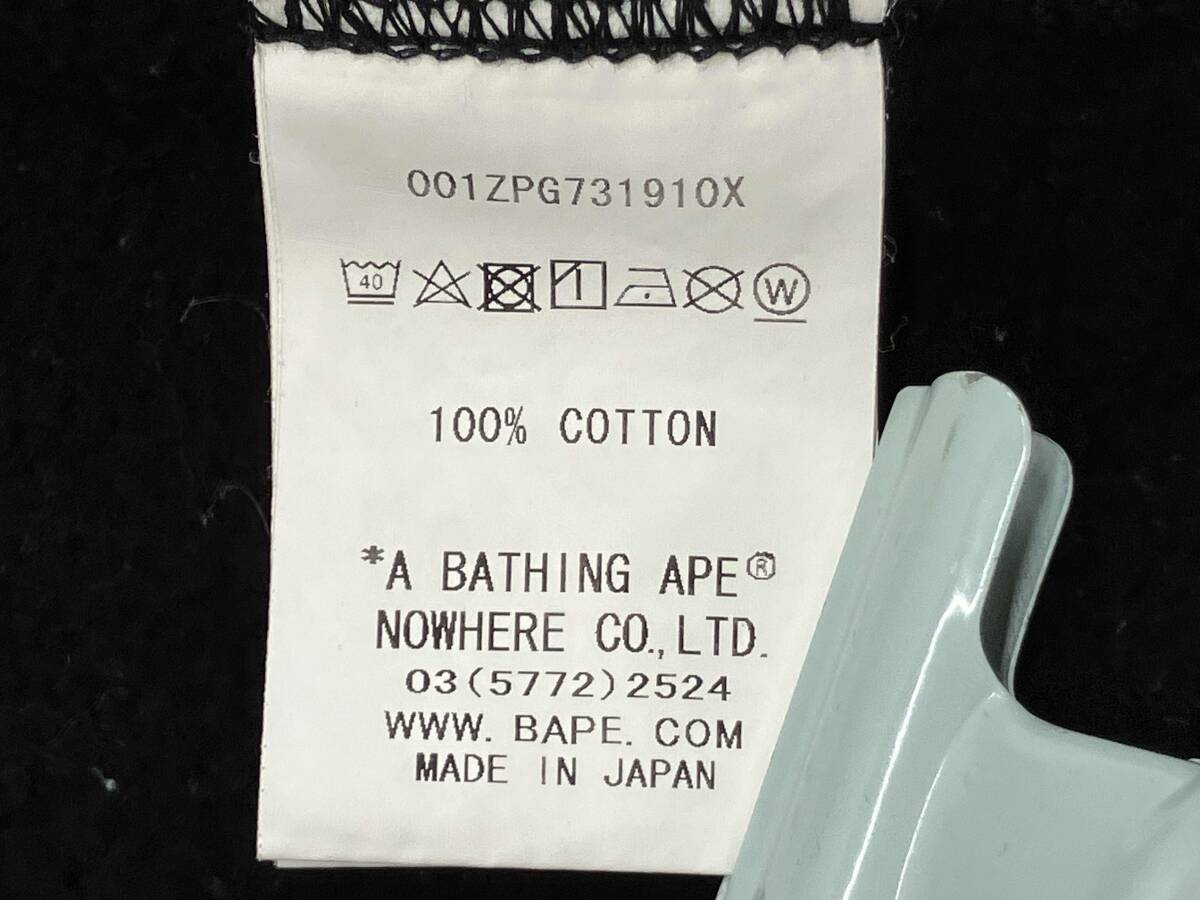 001ZPG731910X
40 W
100% COTTON
*A BATHING APE®
NOWHERE CO.,LTD.
03(5772)2524
WWW. BAPE. COM
MADE IN JAPAN